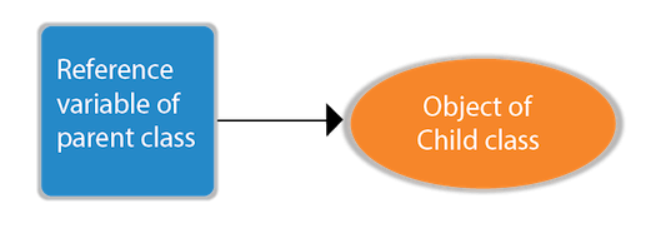 Reference
variable of
parent class
Object of
Child class